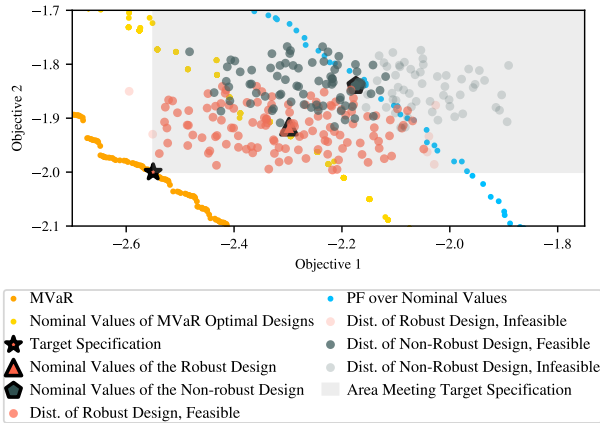 −1.7
−1.8
−1.9
−2.0
−2.1
Objective 2
−2.6
−2.4
−2.2
−2.0
−1.8
Objective 1
MVaR
Nominal Values of MVaR Optimal Designs
Target Specification
Nominal Values of the Robust Design
Nominal Values of the Non-robust Design
Dist. of Robust Design, Feasible
PF over Nominal Values
Dist. of Robust Design, Infeasible
Dist. of Non-Robust Design, Feasible
Dist. of Non-Robust Design, Infeasible
Area Meeting Target Specification